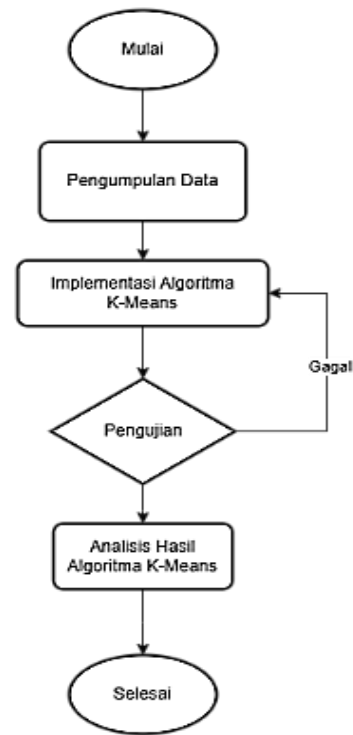 Mulai
Pengumpulan Data
Implementasi Algoritma
K-Means
Gagal
Pengujian
Analisis Hasil
Algoritma K-Means
Selesai